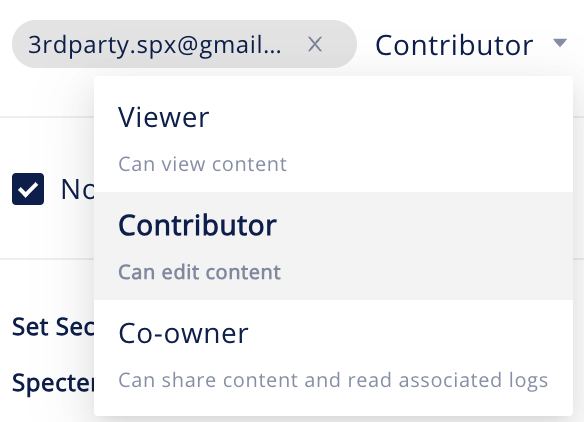 3rdparty.spx@gmail... × Contributor
Viewer
Can view content
No
Contributor
Can edit content
Set Sec
Co-owner
Specter
Can share content and read associated logs